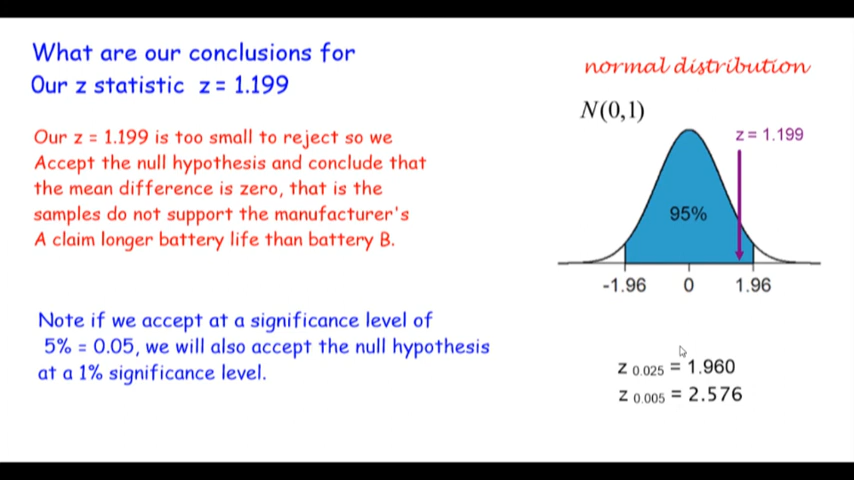 What are our conclusions for
Our z statistic z = 1.199
Our z = 1.199 is too small to reject so we
Accept the null hypothesis and conclude that
the mean difference is zero, that is the
samples do not support the manufacturer's
A claim longer battery life than battery B.
Note if we accept at a significance level of
5% = 0.05, we will also accept the null hypothesis
at a 1% significance level.
normal distribution
N(0,1)
z = 1.199
95%
-1.96 0 1.96
z 0.025 = 1.960
z 0.005 = 2.576